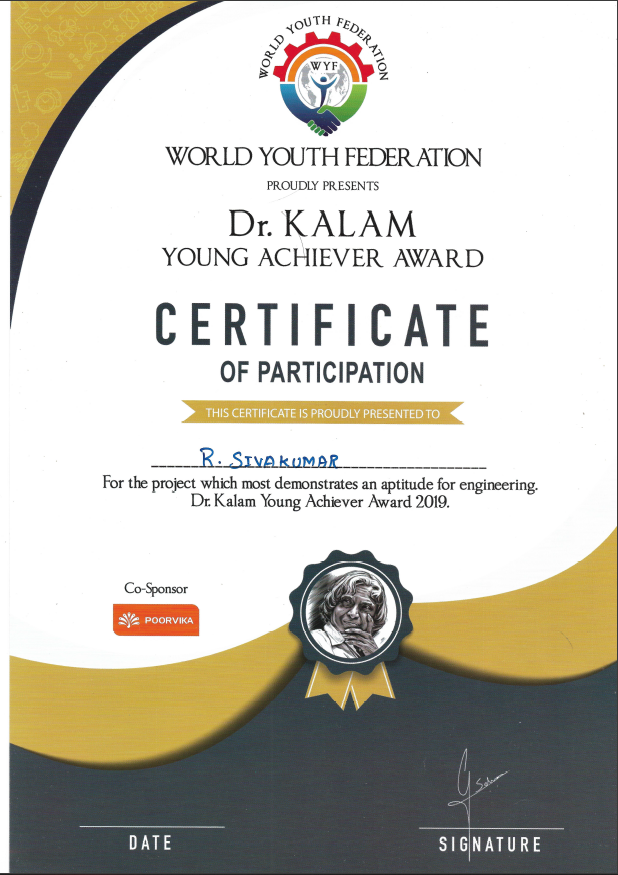 WORLD YOUTH FEDERATION
WYF
WORLD YOUTH FEDERATION
PROUDLY PRESENTS
Dr. KALAM
YOUNG ACHIEVER AWARD
CERTIFICATE
OF PARTICIPATION
THIS CERTIFICATE IS PROUDLY PRESENTED TO
R. SIVAKUMAR
For the project which most demonstrates an aptitude for engineering.
Dr. Kalam Young Achiever Award 2019.
Co-Sponsor
POORVIKA
DATE
SIGNATURE